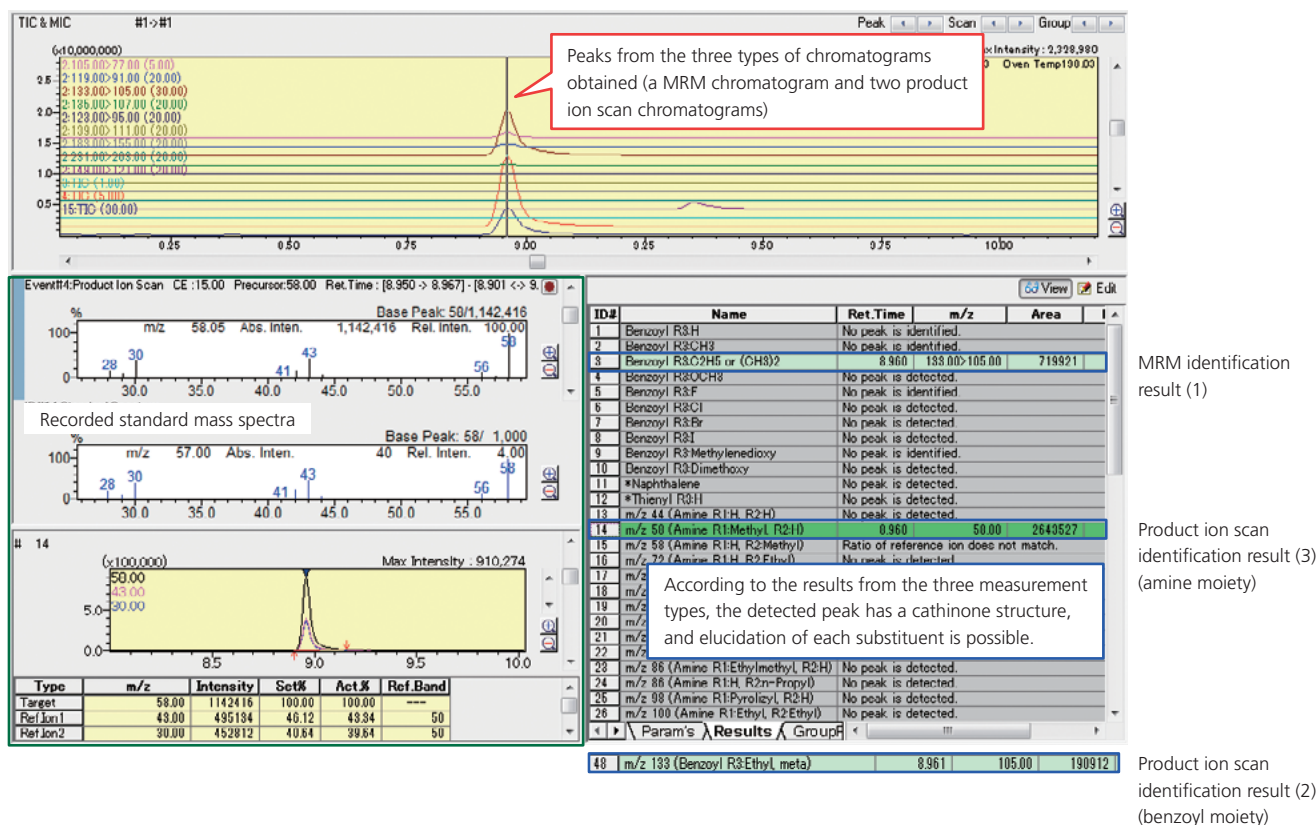 TIC & MIC #1->#1 Peak Scan Group
(x10,000,000)
2:105.00>77.00 (5.00)
2:119.00>91.00 (20.00)
2:133.00>105.00 (30.00)
2:135.00>107.00 (20.00)
2:123.00>95.00 (20.00)
2:139.00>111.00 (20.00)
2:183.00>155.00 (20.00)
2:231.00>203.00 (20.00)
2:149.00>121.00 (20.00)
3:TIC (1.00)
4:TIC (5.00)
15:TIC (30.00)
2.5
2.0
1.0
0.5
Intensity : 2,328,980
Oven Temp190.00
Peaks from the three types of chromatograms
obtained (a MRM chromatogram and two product
ion scan chromatograms)
8.25 8.50 8.75 9.00 9.25 9.50 9.75 10.00
Event#4:Product Ion Scan CE :15.00 Precursor:58.00 Ret.Time : [8.950 -> 8.967] - [8.901 <-> 9.
% Base Peak: 58/1,142,416
100 m/z 58.05 Abs. Inten. 1,142,416 Rel. Inten. 100.00
28 30 41 43 56 58
0
30.0 35.0 40.0 45.0 50.0 55.0
Recorded standard mass spectra
% Base Peak: 58/ 1,000
100 m/z 57.00 Abs. Inten. 40 Rel. Inten. 4.00
28 30 41 43 56 58
0
30.0 35.0 40.0 45.0 50.0 55.0
# 14
(x100,000) Max Intensity : 910,274
58.00
43.00
30.00
5.0
0.0
8.5 9.0 9.5 10.0
Type m/z Intensity Set% Act.% Ref.Band
Target 58.00 1142416 100.00 100.00 ---
Ref.Ion1 43.00 495134 46.12 43.34 50
Ref.Ion2 30.00 452812 40.64 39.64 50
View Edit
ID# Name Ret.Time m/z Area
1 Benzoyl R3:H No peak is identified.
2 Benzoyl R3:CH3 No peak is identified.
3 Benzoyl R3:C2H5 or (CH3)2 8.960 133.00>105.00 719921
4 Benzoyl R3:OCH3 No peak is detected.
5 Benzoyl R3:F No peak is identified.
6 Benzoyl R3:Cl No peak is detected.
7 Benzoyl R3:Br No peak is detected.
8 Benzoyl R3:I No peak is detected.
9 Benzoyl R3:Methylenedioxy No peak is identified.
10 Benzoyl R3:Dimethoxy No peak is detected.
11 *Naphthalene No peak is detected.
12 *Thienyl R3:H No peak is detected.
13 m/z 44 (Amine R1:H, R2:H) No peak is detected.
14 m/z 58 (Amine R1:Methyl, R2:H) 8.960 58.00 2643527
15 m/z 58 (Amine R1:H, R2:Methyl) Ratio of reference ion does not match.
16 m/z 72 (Amine R1:H, R2:Ethyl) No peak is detected.
17 m/z
18 m/z
19 m/z
20 m/z
21 m/z
22 m/z
According to the results from the three measurement
types, the detected peak has a cathinone structure,
and elucidation of each substituent is possible.
23 m/z 86 (Amine R1:Ethylmethyl, R2:H) No peak is detected.
24 m/z 86 (Amine R1:H, R2:n-Propyl) No peak is detected.
25 m/z 98 (Amine R1:Pyrolizyl, R2:H) No peak is detected.
26 m/z 100 (Amine R1:Ethyl, R2:Ethyl) No peak is detected.
Param's Results Group
48 m/z 133 (Benzoyl R3:Ethyl, meta) 8.961 105.00 190912
MRM identification
result (1)
Product ion scan
identification result (3)
(amine moiety)
Product ion scan
identification result (2)
(benzoyl moiety)